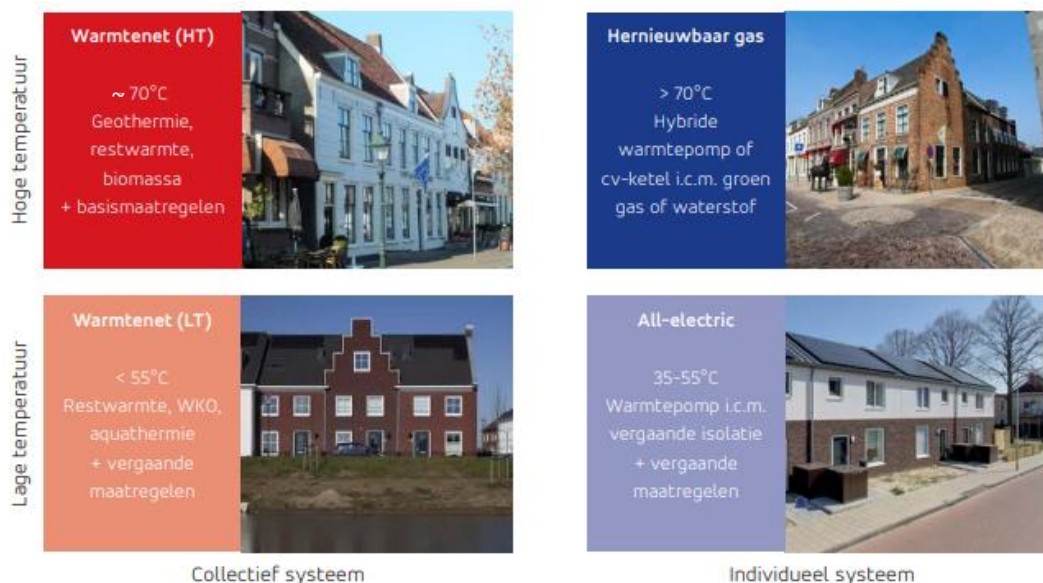 Hoge temperatuur
Warmtenet (HT)
~ 70°C
Geothermie,
restwarmte,
biomassa
+ basismaatregelen
Hernieuwbaar gas
> 70°C
Hybride
warmtepomp of
cv-ketel i.c.m. groen
gas of waterstof
Lage temperatuur
Warmtenet (LT)
< 55°C
Restwarmte, WKO,
aquathermie
+ vergaande
maatregelen
All-electric
35-55°C
Warmtepomp i.c.m.
vergaande isolatie
+ vergaande
maatregelen
Collectief systeem
Individueel systeem